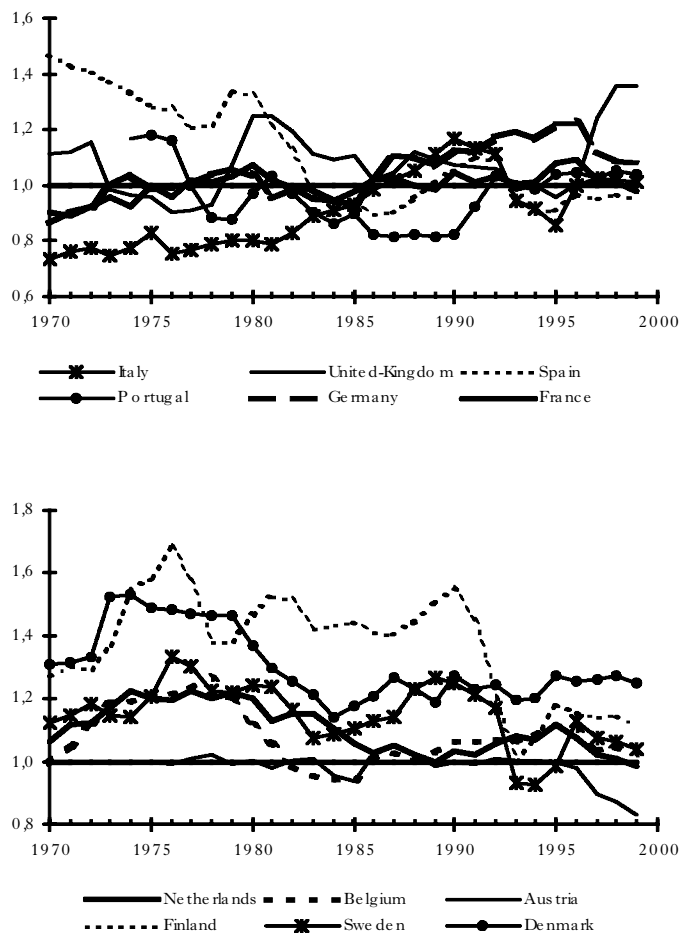 1,6
1,4
1,2
1,0
0,8
0,6
1970 1975 1980 1985 1990 1995 2000
Italy United-Kingdom Spain
Portugal Germany France
1,8
1,6
1,4
1,2
1,0
0,8
1970 1975 1980 1985 1990 1995 2000
Netherlands Belgium Austria
Finland Sweden Denmark